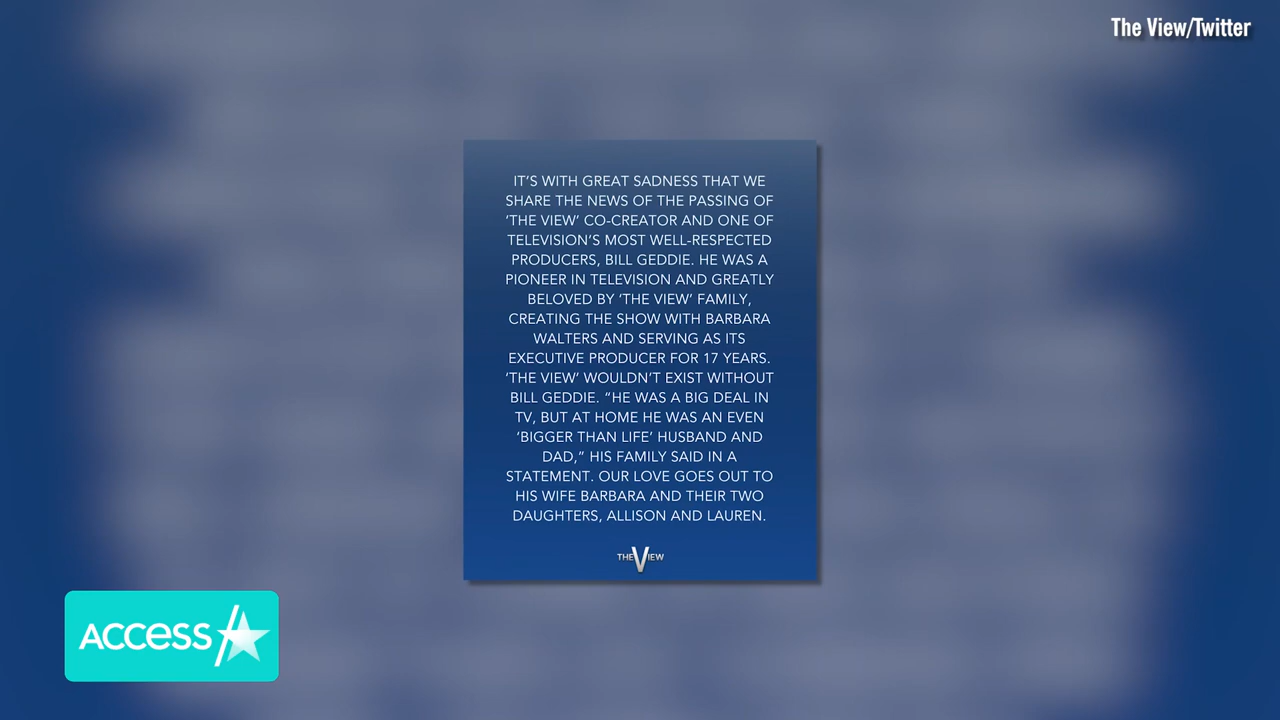 The View/Twitter
IT'S WITH GREAT SADNESS THAT WE
SHARE THE NEWS OF THE PASSING OF
'THE VIEW' CO-CREATOR AND ONE OF
TELEVISION'S MOST WELL-RESPECTED
PRODUCERS, BILL GEDDIE. HE WAS A
PIONEER IN TELEVISION AND GREATLY
BELOVED BY 'THE VIEW' FAMILY,
CREATING THE SHOW WITH BARBARA
WALTERS AND SERVING AS ITS
EXECUTIVE PRODUCER FOR 17 YEARS.
'THE VIEW' WOULDN'T EXIST WITHOUT
BILL GEDDIE. "HE WAS A BIG DEAL IN
TV, BUT AT HOME HE WAS AN EVEN
'BIGGER THAN LIFE' HUSBAND AND
DAD," HIS FAMILY SAID IN A
STATEMENT. OUR LOVE GOES OUT TO
HIS WIFE BARBARA AND THEIR TWO
DAUGHTERS, ALLISON AND LAUREN.
THE VIEW
ACCESS